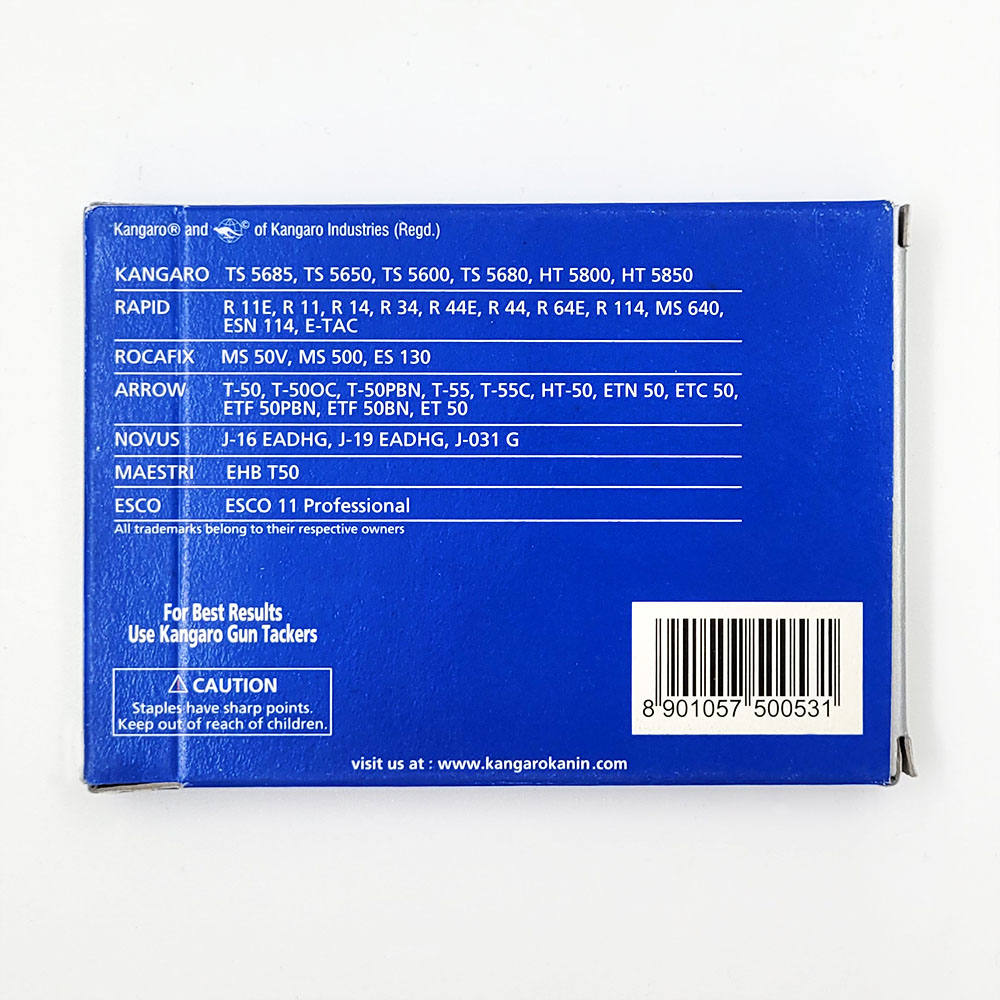 Kangaro® and © of Kangaro Industries (Regd.)
KANGARO TS 5685, TS 5650, TS 5600, TS 5680, HT 5800, HT 5850
RAPID R 11E, R 11, R 14, R 34, R 44E, R 44, R 64E, R 114, MS 640,
ESN 114, E-TAC
ROCAFIX MS 50V, MS 500, ES 130
ARROW T-50, T-50OC, T-50PBN, T-55, T-55C, HT-50, ETN 50, ETC 50,
ETF 50PBN, ETF 50BN, ET 50
NOVUS J-16 EADHG, J-19 EADHG, J-031 G
MAESTRI EHB T50
ESCO ESCO 11 Professional
All trademarks belong to their respective owners
For Best Results
Use Kangaro Gun Tackers
⚠ CAUTION
Staples have sharp points.
Keep out of reach of children.
8 901057 500531
visit us at : www.kangarokanin.com